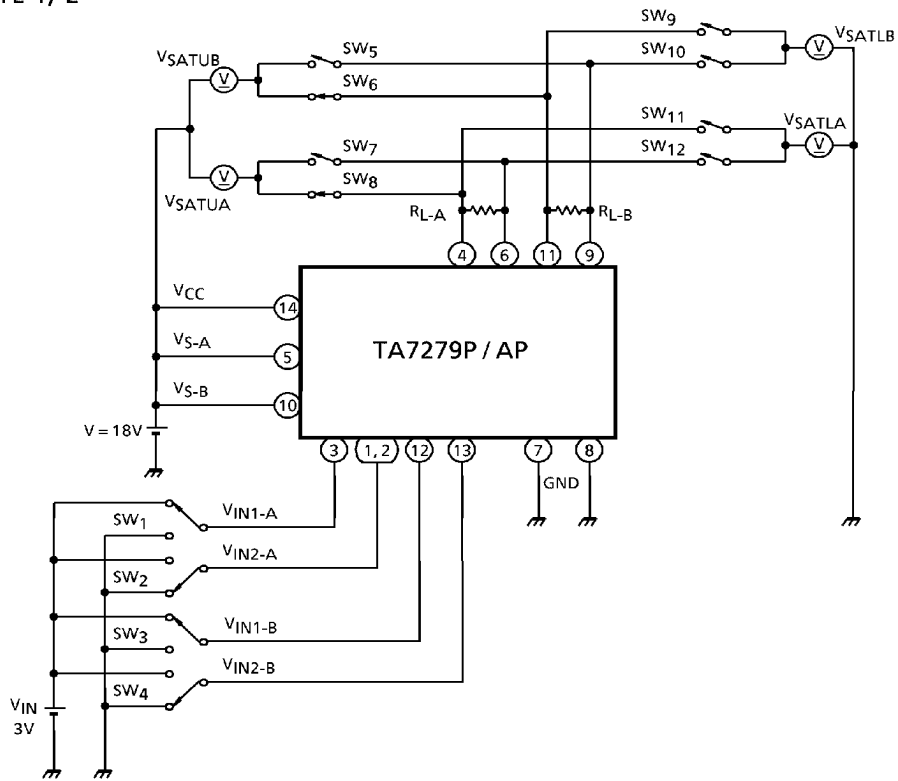 SW9
VSATLB
SW5
SW10
VSATUB
SW6
SW11
VSATLA
SW7
SW12
SW8
VSATUA
RL-A
RL-B
4
6
11
9
VCC
14
TA7279P / AP
VS-A
5
VS-B
10
V = 18V
3
1, 2
12
13
7
8
GND
VIN1-A
SW1
VIN2-A
SW2
VIN1-B
SW3
VIN2-B
SW4
VIN
3V
V
V
V
V